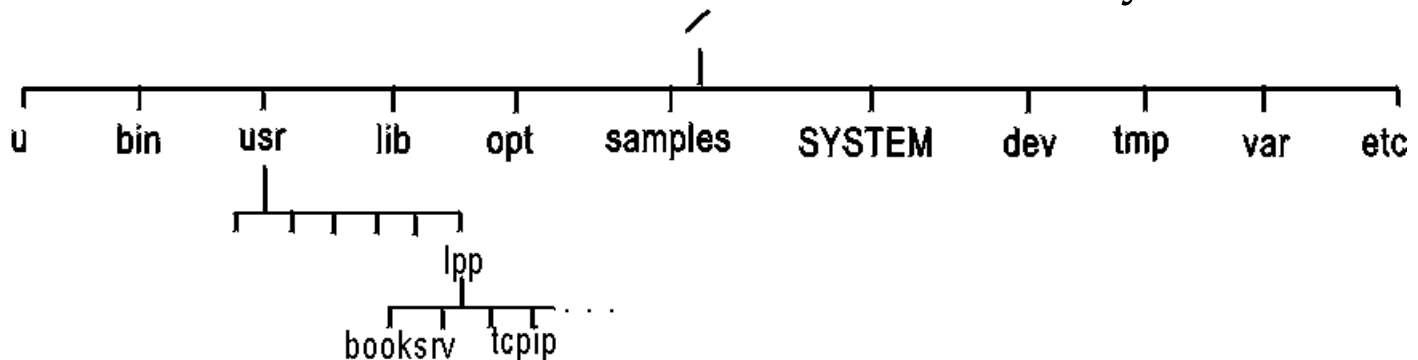 /
u bin usr lib opt samples SYSTEM dev tmp var etc
lpp
. . .
booksrv tcpip